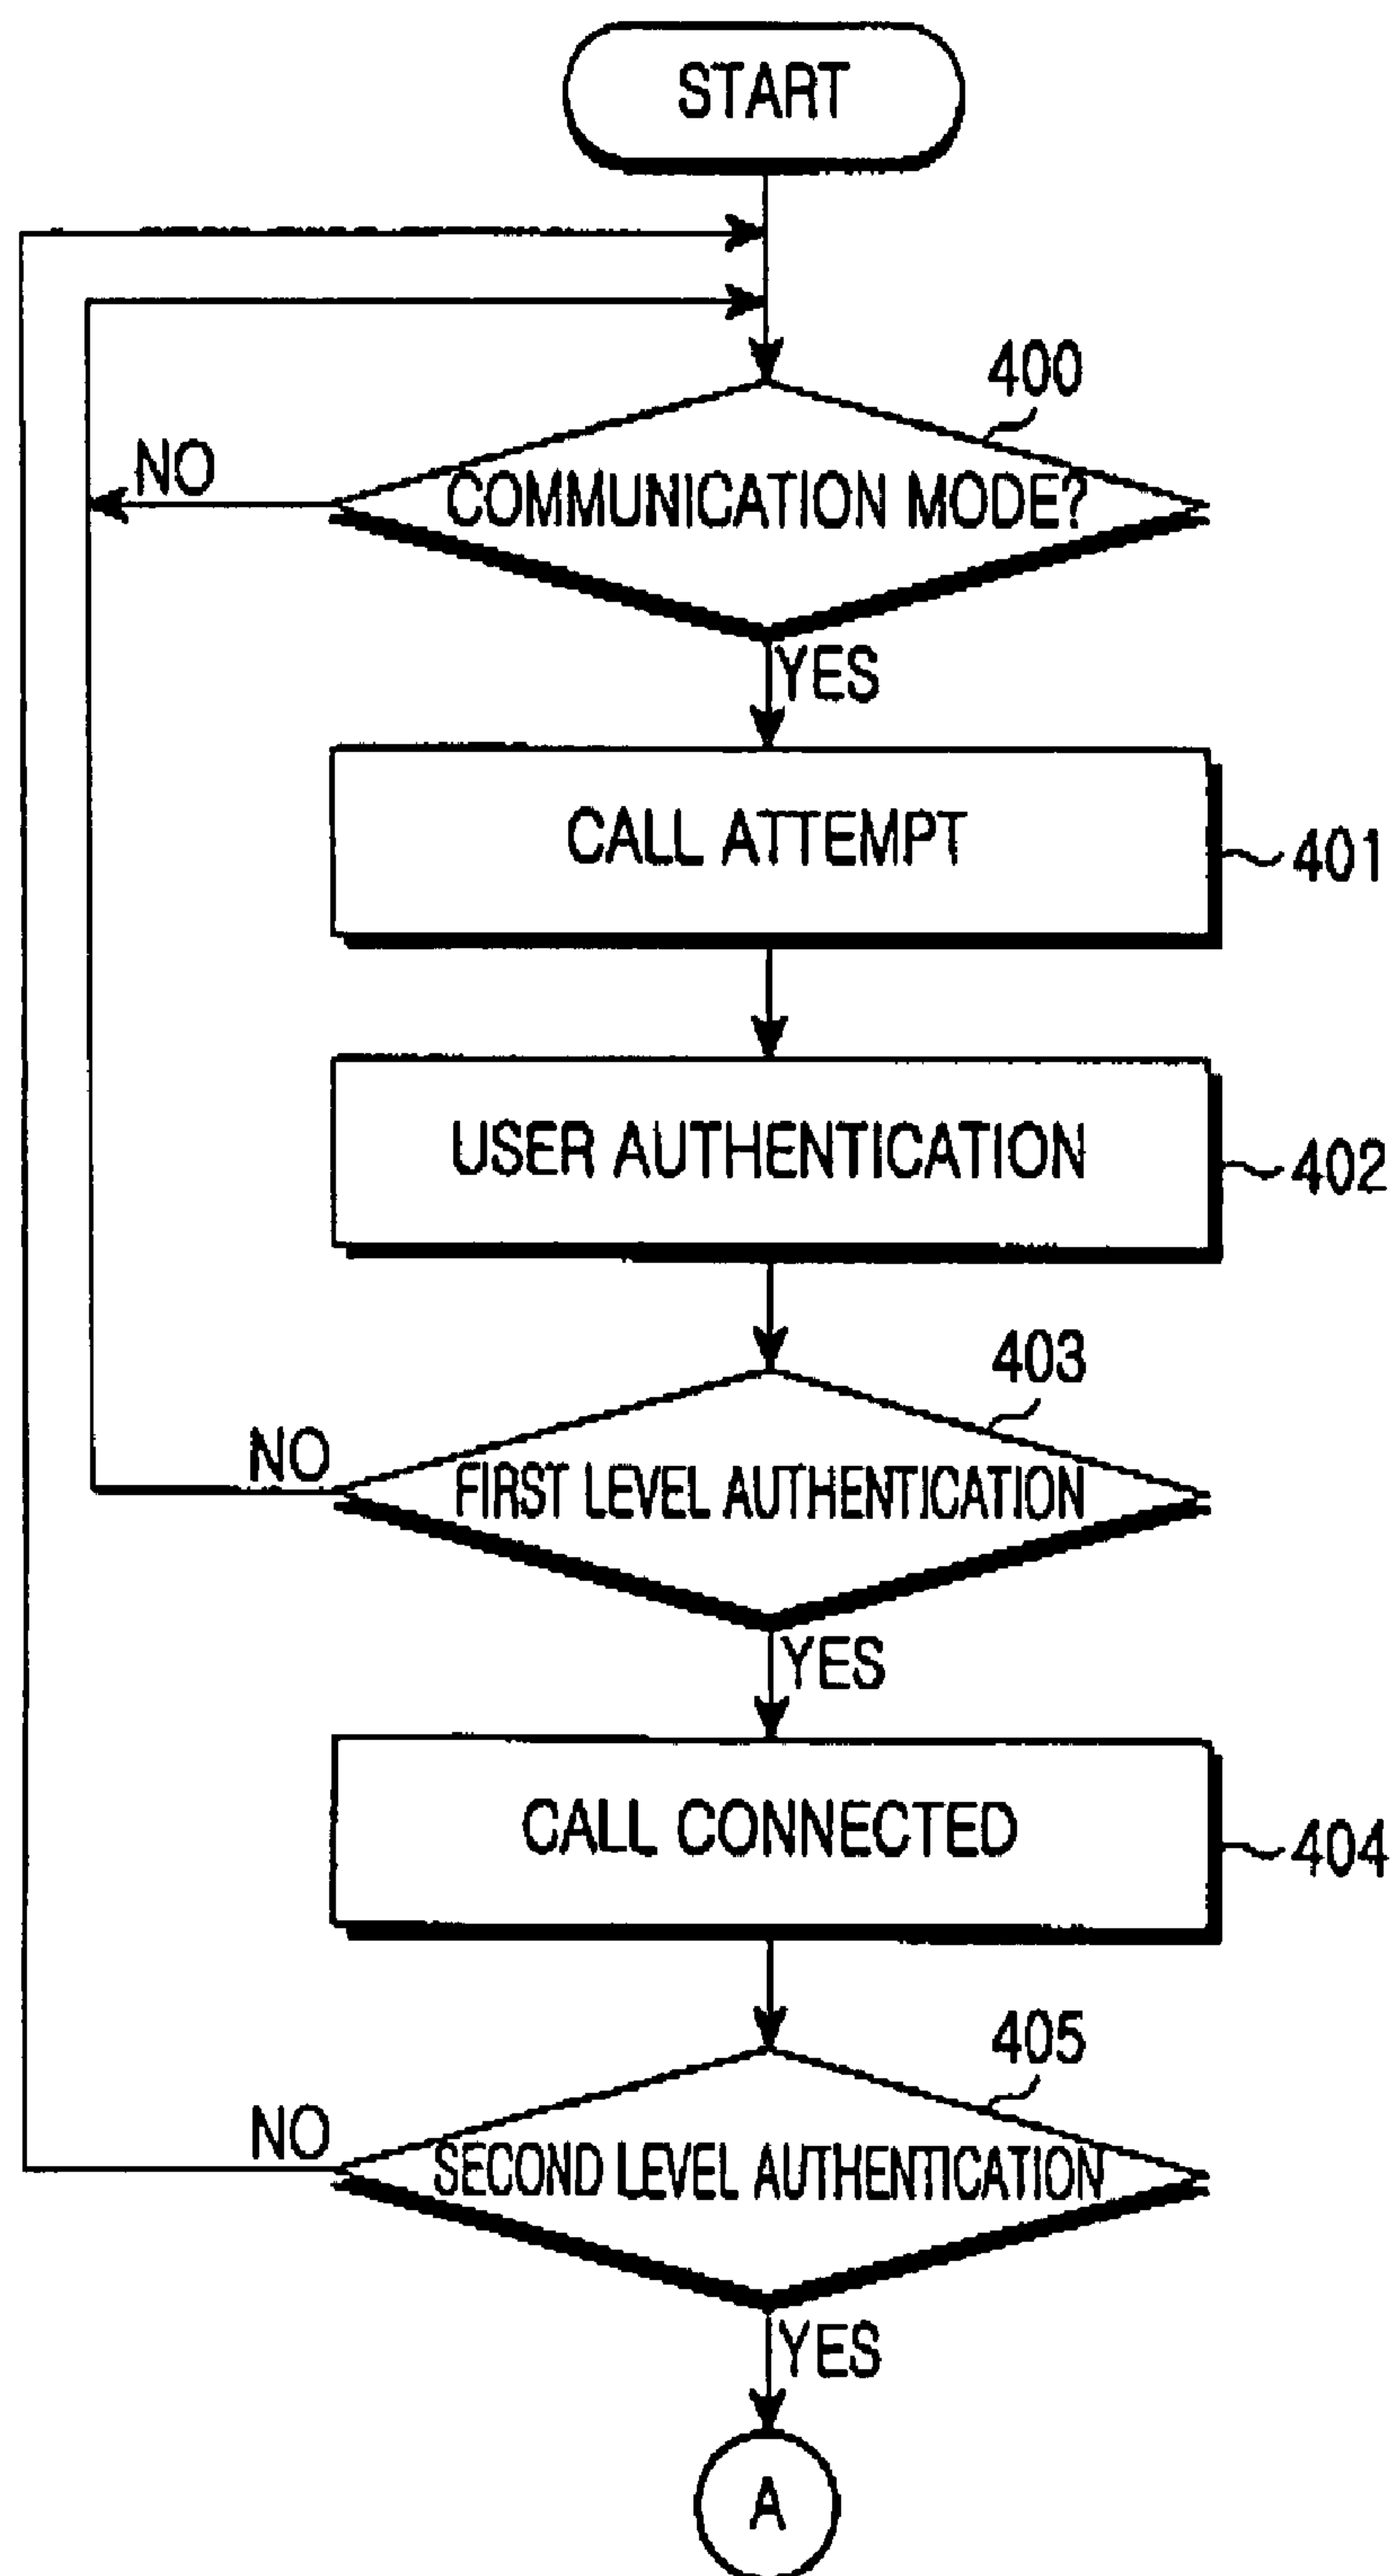 START
400
NO
COMMUNICATION MODE?
YES
CALL ATTEMPT
401
USER AUTHENTICATION
402
403
NO
FIRST LEVEL AUTHENTICATION
YES
CALL CONNECTED
404
405
NO
SECOND LEVEL AUTHENTICATION
YES
A